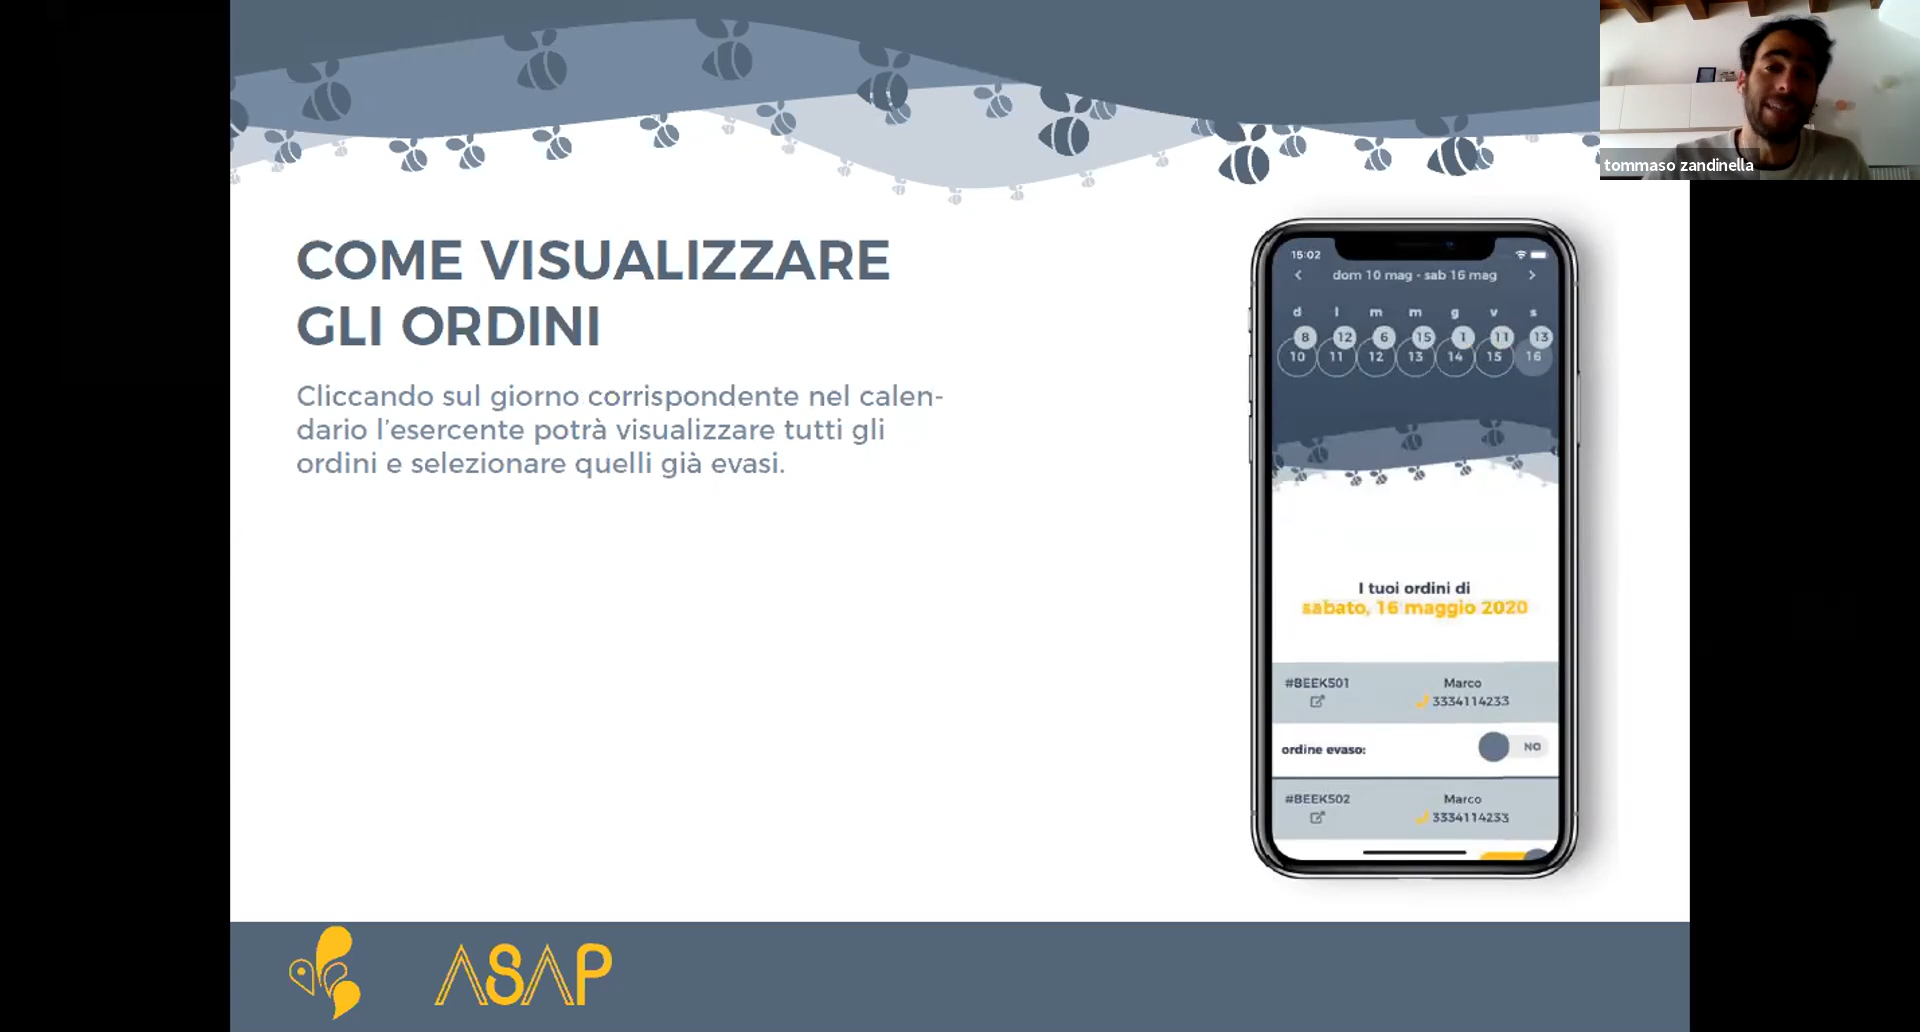 tommaso zandinella
COME VISUALIZZARE
GLI ORDINI
Cliccando sul giorno corrispondente nel calen-
dario l'esercente potrà visualizzare tutti gli
ordini e selezionare quelli già evasi.
15:02
dom 10 mag - sab 16 mag
d l m m g v s
8 12 6 15 1 11 13
10 11 12 13 14 15 16
I tuoi ordini di
sabato, 16 maggio 2020
#BEEK501 Marco
3334114233
ordine evaso: NO
#BEEK502 Marco
3334114233
ASAP